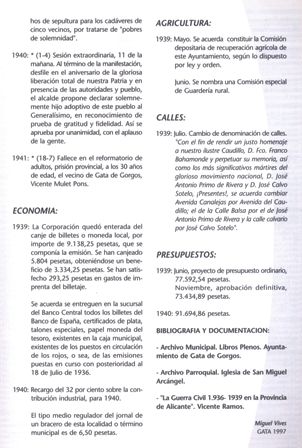 hos de sepultura para los cadáveres de
cinco vecinos, por tratarse de "pobres
de solemnidad".
1940: * (1-4) Sesión extraordinaria, 11 de la
mañana. Al término de la manifestación,
desfile en el aniversario de la gloriosa
liberación total de nuestra Patria y en
presencia de las autoridades y pueblo,
el alcalde propone declarar solemne-
mente hijo adoptivo de este pueblo al
Generalísimo, en reconocimiento de
prueba de gratitud y fidelidad. Así se
aprueba por unanimidad, con el aplauso
de la gente.
1941: * (18-7) Fallece en el reformatorio de
adultos, prisión provincial, a los 30 años
de edad, el vecino de Gata de Gorgos,
Vicente Mulet Pons.
ECONOMIA:
1939: La Corporación quedó enterada del
canje de billetes o moneda local, por
importe de 9.138,25 pesetas, que se
componía la emisión. Se han canjeado
5.804 pesetas, obteniéndose un bene-
ficio de 3.334,25 pesetas. Se han satis-
fecho 293,25 pesetas en gastos de im-
prenta del billetaje.
Se acuerda se entreguen en la sucursal
del Banco Central todos los billetes del
Banco de España, certificados de plata,
talones especiales, papel moneda del
tesoro, existentes en la caja municipal,
existentes de los puestos en circulación
de los rojos, o sea, de las emisiones
puestas en curso con posterioridad al
18 de Julio de 1936.
1940: Recargo del 32 por ciento sobre la con-
tribución industrial, para 1940.
El tipo medio regulador del jornal de
un bracero de esta localidad o término
municipal es de 6,50 pesetas.
AGRICULTURA:
1939: Mayo. Se acuerda constituir la Comisión
depositaria de recuperación agrícola de
este Ayuntamiento, según lo dispuesto
por ley y orden.
Junio. Se nombra una Comisión especial
de Guardería rural.
CALLES:
1939: Julio. Cambio de denominación de calles.
"Con el fin de rendir un justo homenaje
a nuestro ilustre Caudillo, D. Fco. Franco
Bahamonde y perpetuar su memoria, así
como los más significativos mártires del
glorioso movimiento nacional, D. José
Antonio Primo de Rivera y D. José Calvo
Sotelo, ¡Presentes!, se acuerda cambiar
Avenida Canalejas por Avenida del Cau-
dillo; el de la Calle Balsa por el de José
Antonio Primo de Rivera y la calle calvario
por José Calvo Sotelo".
PRESUPUESTOS:
1939: Junio, proyecto de presupuesto ordinario,
77.592,54 pesetas.
Noviembre, aprobación definitiva,
73.434,89 pesetas.
1940: 91.694,86 pesetas.
BIBLIOGRAFIA Y DOCUMENTACION:
- Archivo Municipal. Libros Plenos. Ayunta-
miento de Gata de Gorgos.
- Archivo Parroquial. Iglesia de San Miguel
Arcángel.
- "La Guerra Civil 1.936- 1939 en la Provincia
de Alicante". Vicente Ramos.
Miguel Vives
GATA 1997